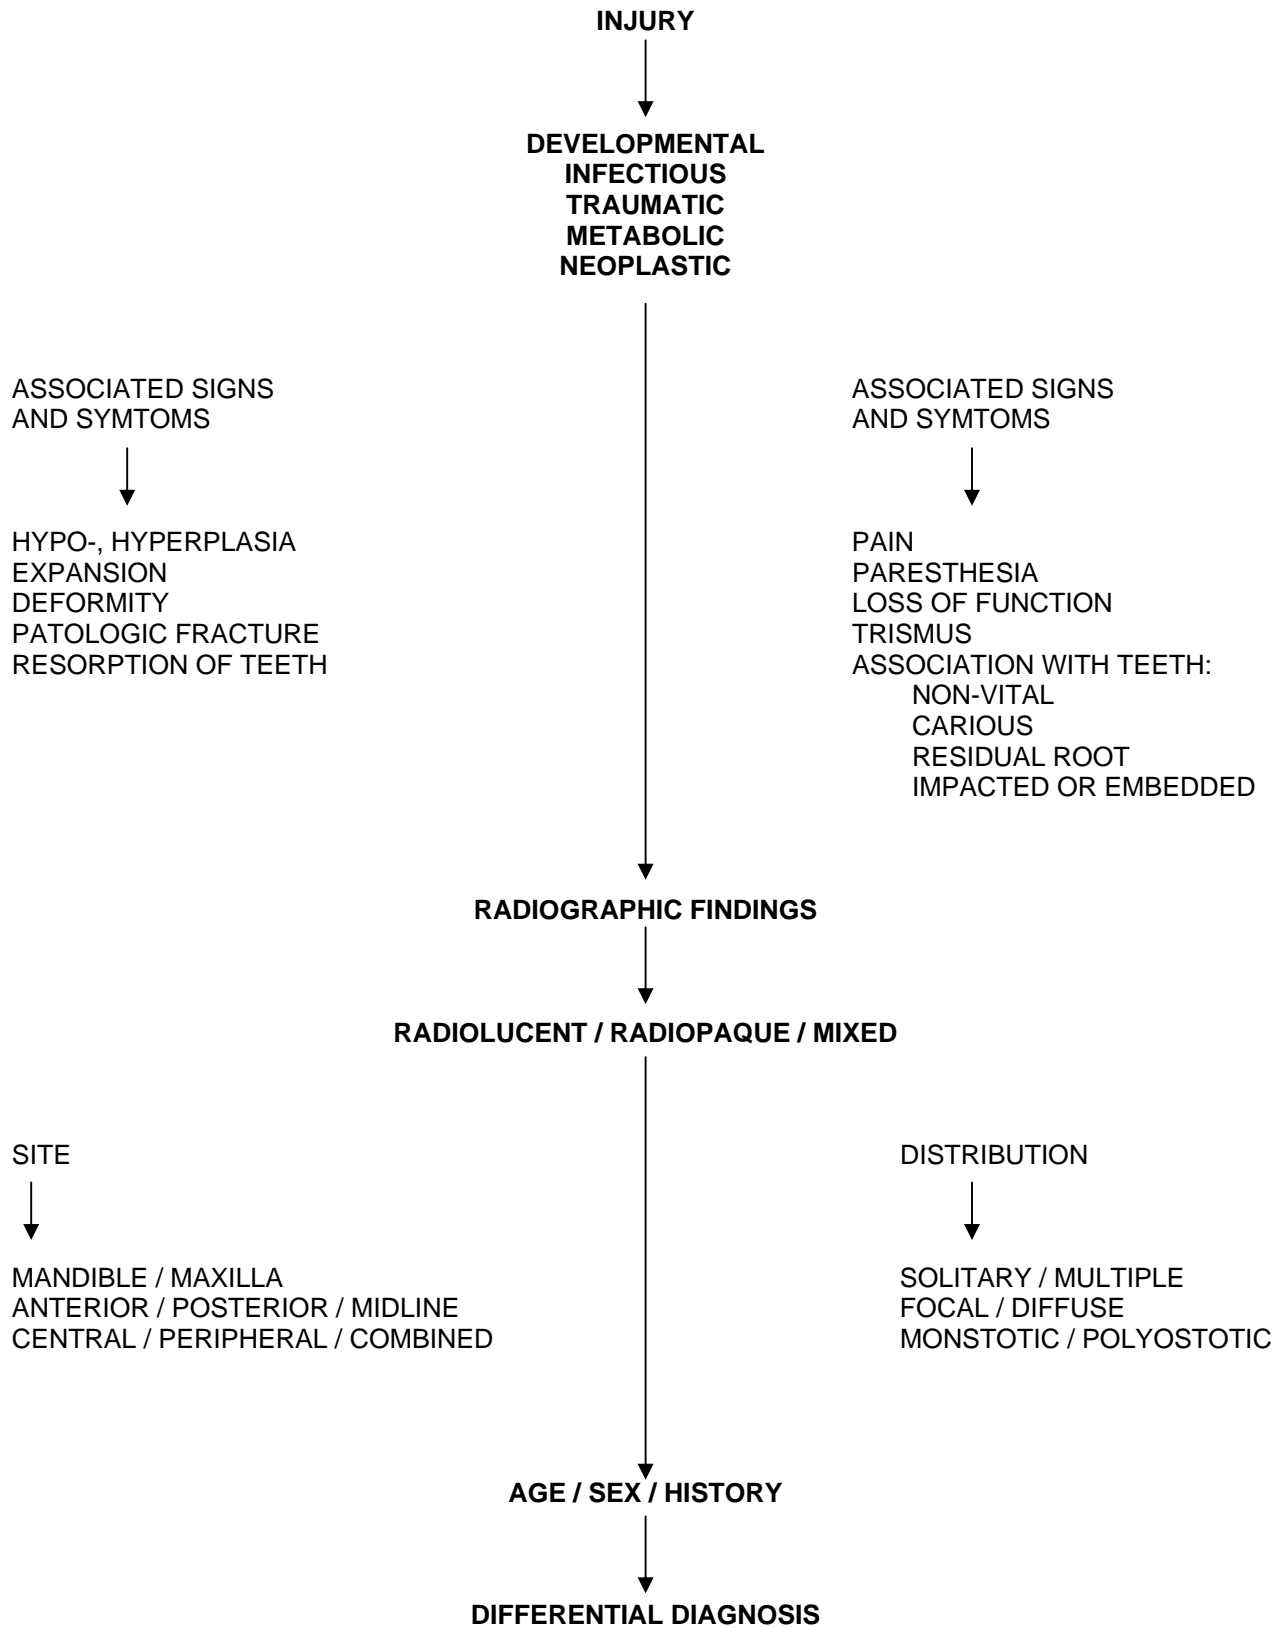 INJURY
DEVELOPMENTAL
INFECTIOUS
TRAUMATIC
METABOLIC
NEOPLASTIC
ASSOCIATED SIGNS
AND SYMTOMS
HYPO-, HYPERPLASIA
EXPANSION
DEFORMITY
PATOLOGIC FRACTURE
RESORPTION OF TEETH
ASSOCIATED SIGNS
AND SYMTOMS
PAIN
PARESTHESIA
LOSS OF FUNCTION
TRISMUS
ASSOCIATION WITH TEETH:
NON-VITAL
CARIOUS
RESIDUAL ROOT
IMPACTED OR EMBEDDED
RADIOGRAPHIC FINDINGS
RADIOLUCENT / RADIOPAQUE / MIXED
SITE
MANDIBLE / MAXILLA
ANTERIOR / POSTERIOR / MIDLINE
CENTRAL / PERIPHERAL / COMBINED
DISTRIBUTION
SOLITARY / MULTIPLE
FOCAL / DIFFUSE
MONSTOTIC / POLYOSTOTIC
AGE / SEX / HISTORY
DIFFERENTIAL DIAGNOSIS